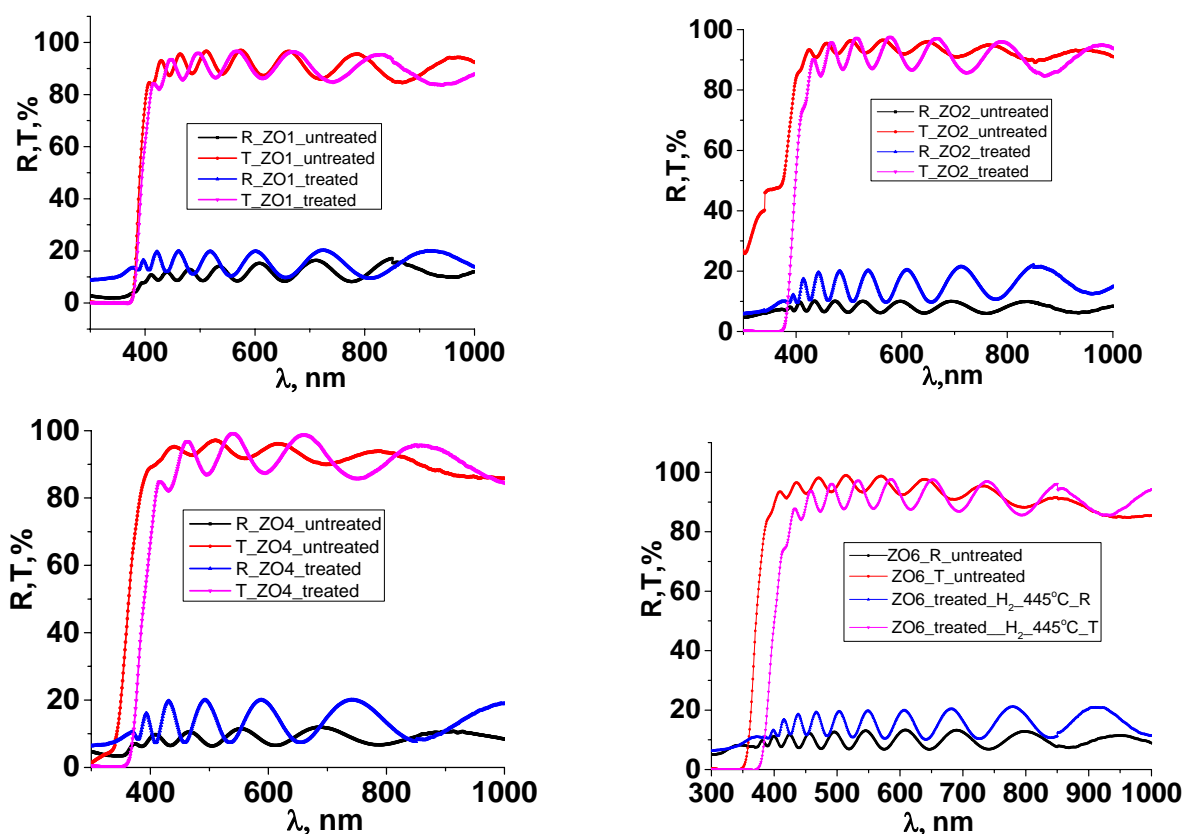 100
80
60
40
20
0
R,T,%
R_ZO1_untreated
T_ZO1_untreated
R_ZO1_treated
T_ZO1_treated
400 600 800 1000
λ, nm
100
80
60
40
20
0
R,T,%
R_ZO2_untreated
T_ZO2_untreated
R_ZO2_treated
T_ZO2_treated
400 600 800 1000
λ,nm
100
80
60
40
20
0
R,T,%
R_ZO4_untreated
T_ZO4_untreated
R_ZO4_treated
T_ZO4_treated
400 600 800 1000
λ, nm
100
80
60
40
20
0
R,T,%
ZO6_R_untreated
ZO6_T_untreated
ZO6_treated_H₂_445°C_R
ZO6_treated__H₂_445°C_T
300 400 500 600 700 800 900 1000
λ, nm